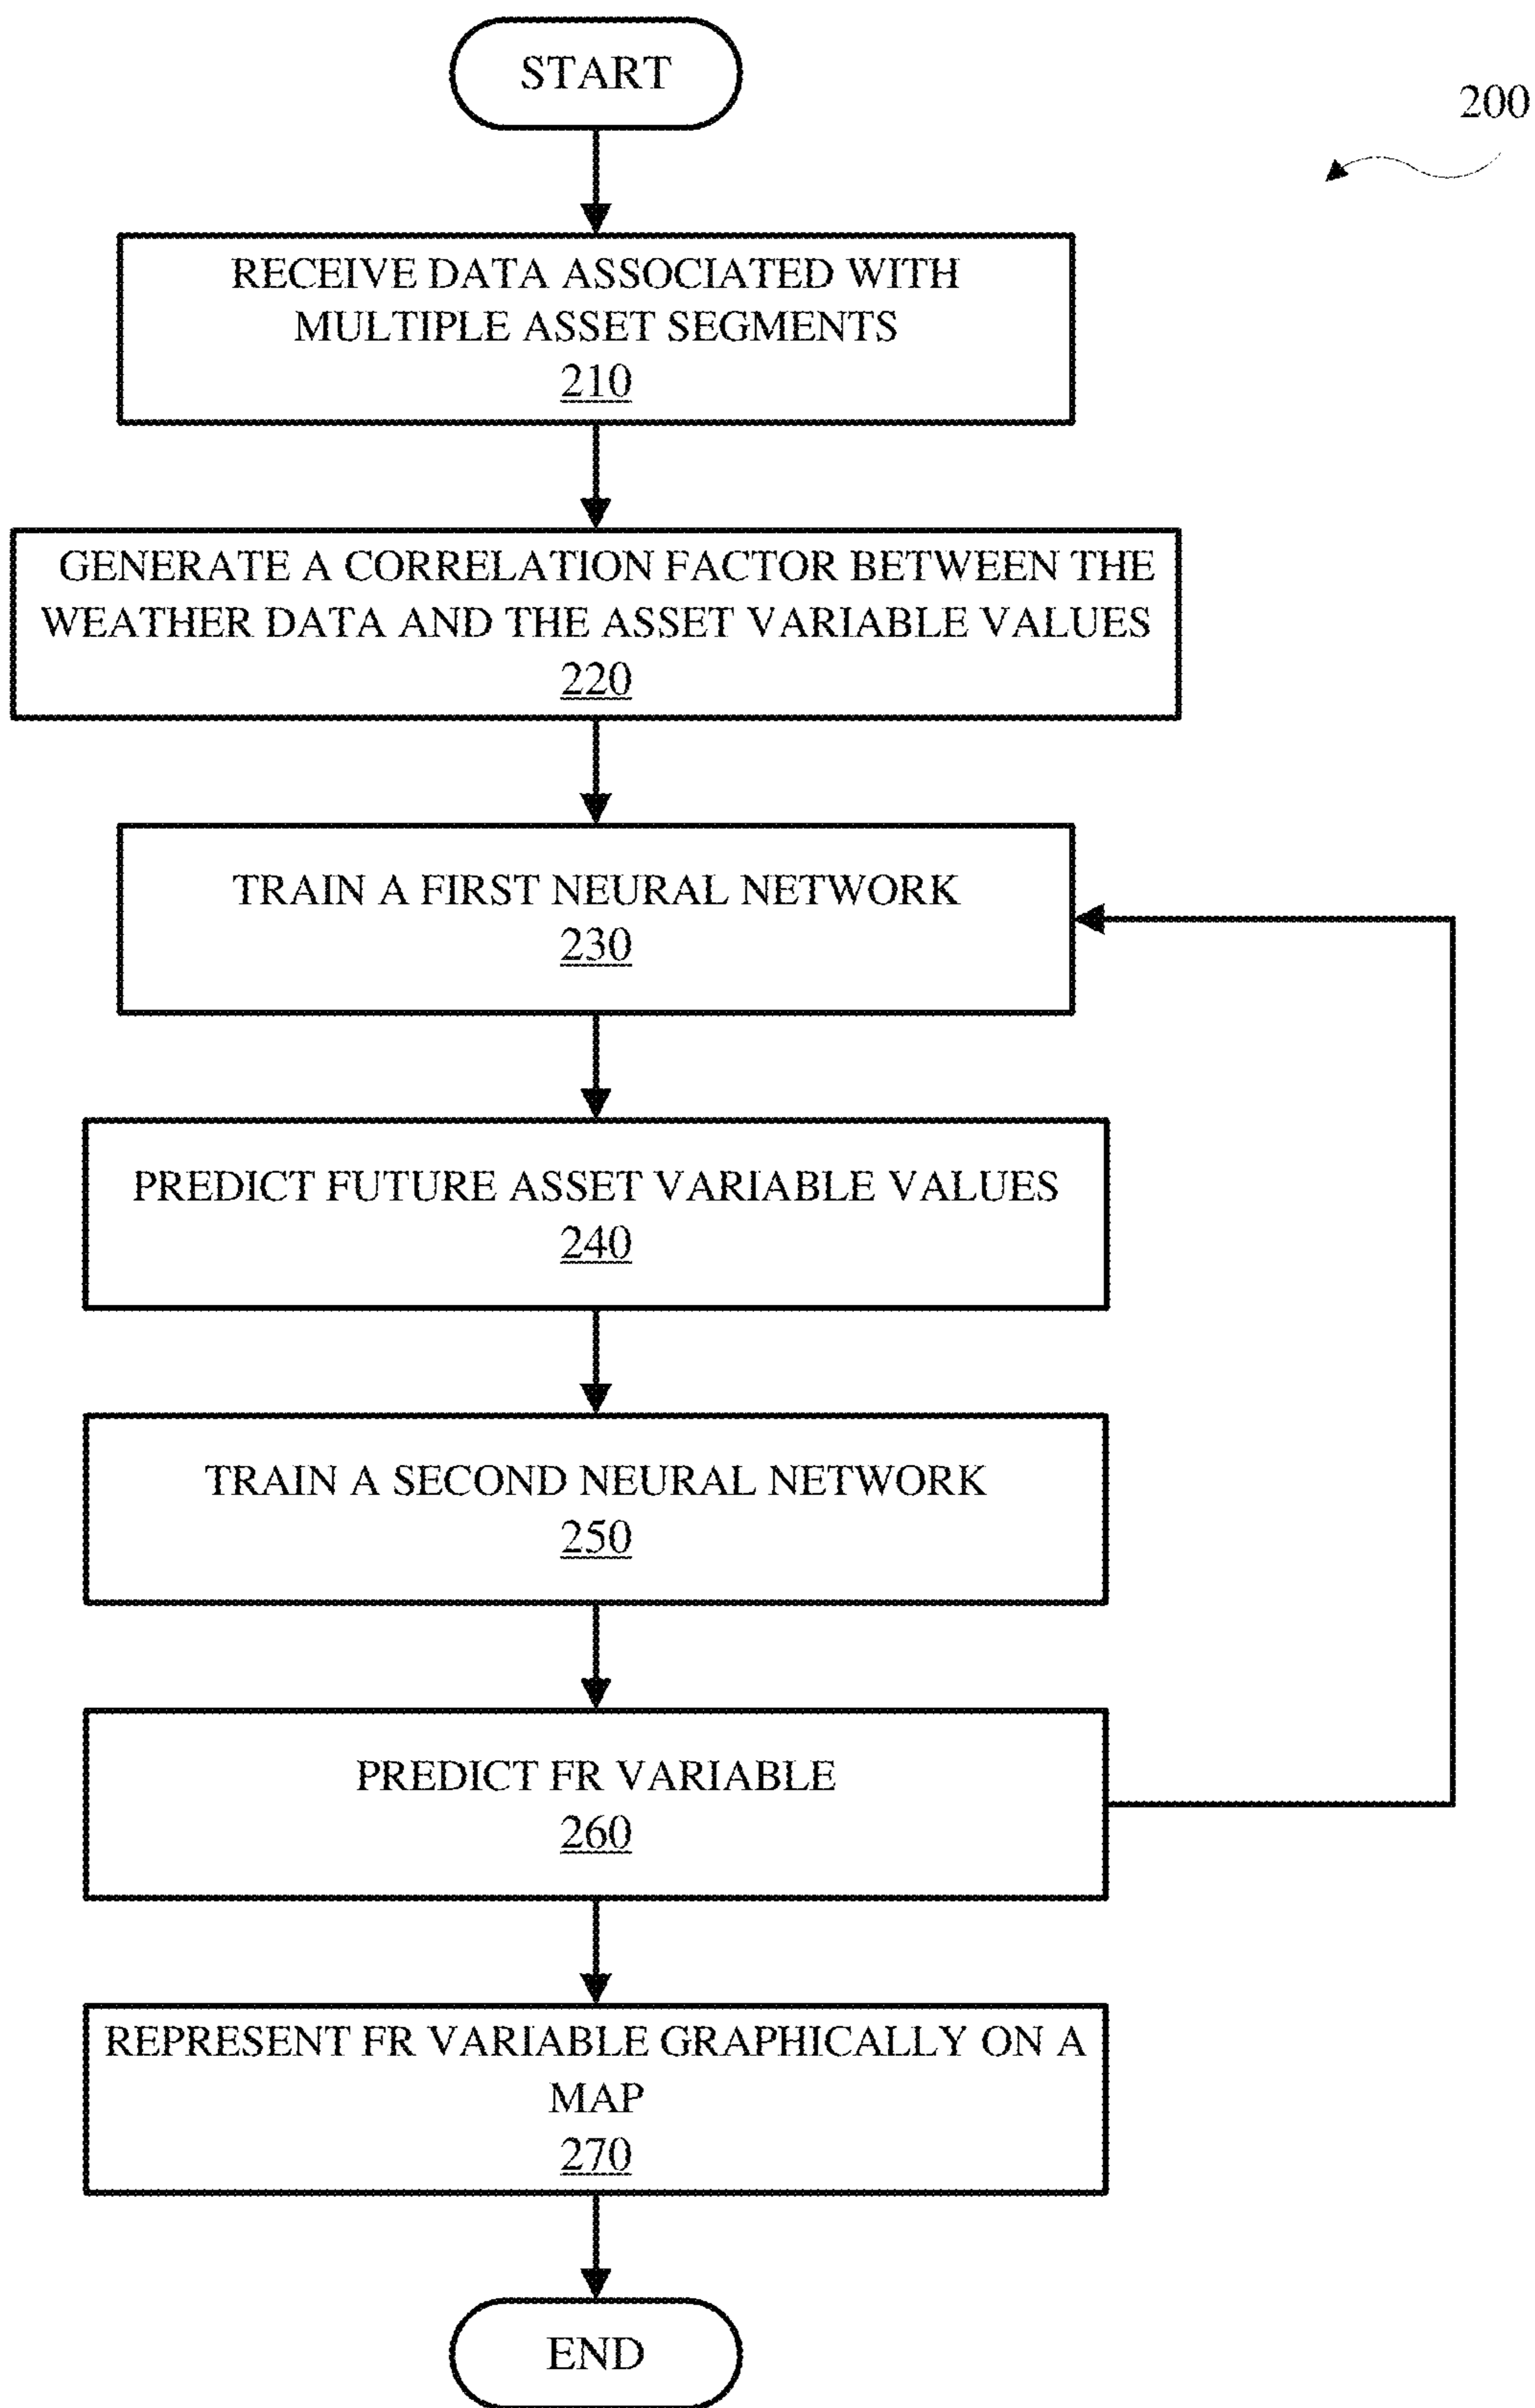 START
200
RECEIVE DATA ASSOCIATED WITH
MULTIPLE ASSET SEGMENTS
210
GENERATE A CORRELATION FACTOR BETWEEN THE
WEATHER DATA AND THE ASSET VARIABLE VALUES
220
TRAIN A FIRST NEURAL NETWORK
230
PREDICT FUTURE ASSET VARIABLE VALUES
240
TRAIN A SECOND NEURAL NETWORK
250
PREDICT FR VARIABLE
260
REPRESENT FR VARIABLE GRAPHICALLY ON A
MAP
270
END